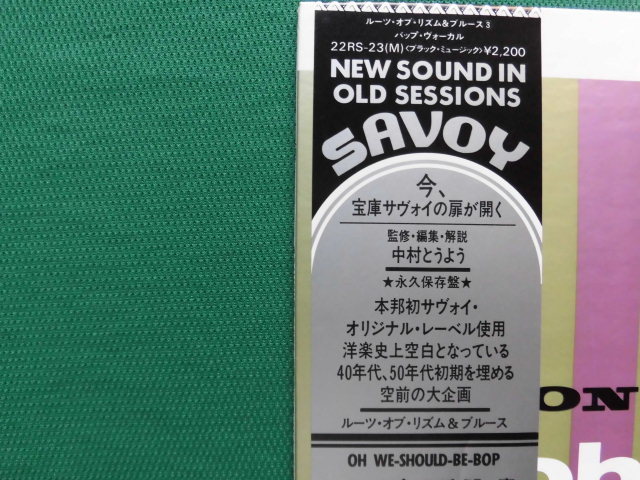 ルーツ・オブ・リズム&ブルース3
バップ・ヴォーカル
22RS-23(M)〈ブラック・ミュージック〉¥2,200
NEW SOUND IN
OLD SESSIONS
SAVOY
今、
宝庫サヴォイの扉が開く
監修・編集・解説
中村とうよう
★永久保存盤★
本邦初サヴォイ・
オリジナル・レーベル使用
洋楽史上空白となっている
40年代、50年代初期を埋める
空前の大企画
ルーツ・オブ・リズム&ブルース
ON
OH WE-SHOULD-BE-BOP